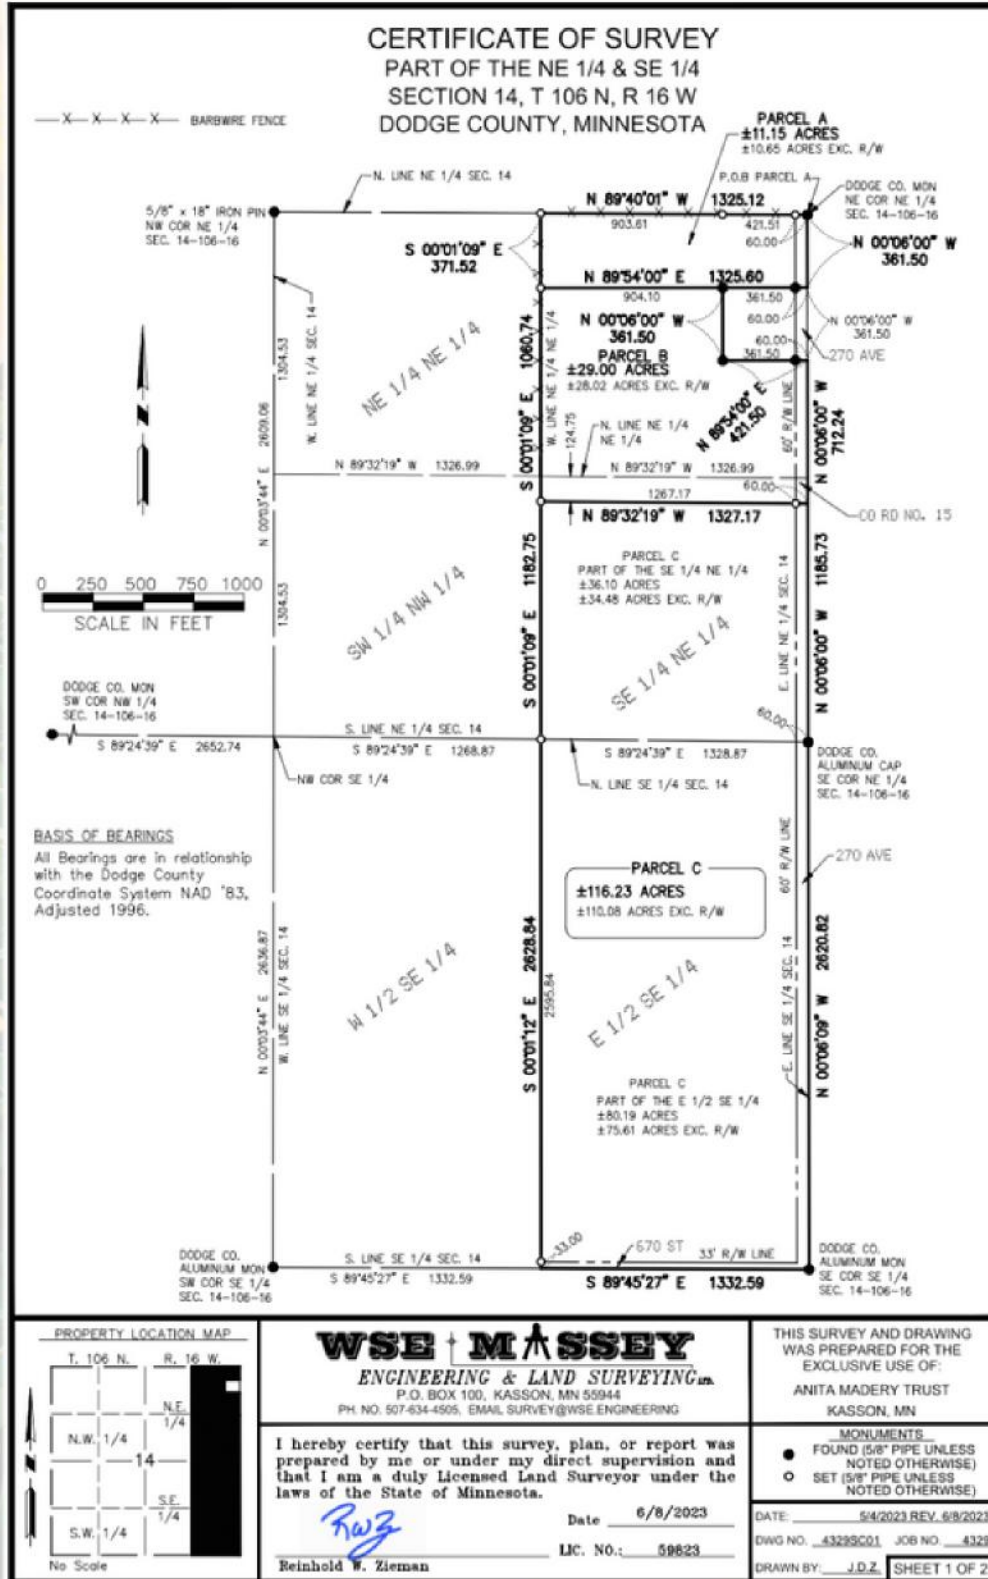 CERTIFICATE OF SURVEY
PART OF THE NE 1/4 & SE 1/4
SECTION 14, T 106 N, R 16 W
DODGE COUNTY, MINNESOTA
X X X X BARBWIRE FENCE
PARCEL A
±11.15 ACRES
±10.65 ACRES EXC. R/W
N. LINE NE 1/4 SEC. 14
P.O.B PARCEL A
N 89°40'01" W 1325.12
903.61
421.51
60.00
DODGE CO. MON
NE COR NE 1/4
SEC. 14-106-16
5/8" x 18" IRON PIN
NW COR NE 1/4
SEC. 14-106-16
S 00°01'09" E
371.52
N 00°06'00" W
361.50
N 89°54'00" E 1325.60
904.10
361.50
60.00
N 00°06'00" W
361.50
N 00°06'00" W
361.50
60.00
361.50
270 AVE
PARCEL B
±29.00 ACRES
±28.02 ACRES EXC. R/W
N 89°54'00" E
421.50
W. LINE NE 1/4 SEC. 14
1304.53
NE 1/4 NE 1/4
S 00°01'09" E 1060.74
W. LINE NE 1/4 NE 1/4
124.75
60' R/W LINE
N 00°06'00" W
712.24
N. LINE NE 1/4
NE 1/4
N 00°03'44" E 2609.06
N 89°32'19" W 1326.99
N 89°32'19" W 1326.99
60.00
1267.17
N 89°32'19" W 1327.17
CO RD NO. 15
0 250 500 750 1000
SCALE IN FEET
1304.53
SW 1/4 NW 1/4
S 00°01'09" E 1182.75
PARCEL C
PART OF THE SE 1/4 NE 1/4
±36.10 ACRES
±34.48 ACRES EXC. R/W
SE 1/4 NE 1/4
E. LINE NE 1/4 SEC. 14
N 00°06'00" W 1185.73
60.00
DODGE CO. MON
SW COR NW 1/4
SEC. 14-106-16
S 89°24'39" E 2652.74
S. LINE NE 1/4 SEC. 14
S 89°24'39" E 1268.87
S 89°24'39" E 1328.87
NW COR SE 1/4
N. LINE SE 1/4 SEC. 14
DODGE CO.
ALUMINUM CAP
SE COR NE 1/4
SEC. 14-106-16
BASIS OF BEARINGS
All Bearings are in relationship
with the Dodge County
Coordinate System NAD '83,
Adjusted 1996.
60' R/W LINE
270 AVE
PARCEL C
±116.23 ACRES
±110.08 ACRES EXC. R/W
N 00°03'44" E 2636.87
W. LINE SE 1/4 SEC. 14
W 1/2 SE 1/4
S 00°01'12" E 2628.84
2595.84
E 1/2 SE 1/4
E. LINE SE 1/4 SEC. 14
N 00°06'09" W 2620.82
PARCEL C
PART OF THE E 1/2 SE 1/4
±80.19 ACRES
±75.61 ACRES EXC. R/W
DODGE CO.
ALUMINUM MON
SW COR SE 1/4
SEC. 14-106-16
S. LINE SE 1/4 SEC. 14
S 89°45'27" E 1332.59
33.00
670 ST
33' R/W LINE
S 89°45'27" E 1332.59
DODGE CO.
ALUMINUM MON
SE COR SE 1/4
SEC. 14-106-16
PROPERTY LOCATION MAP
T. 106 N. R. 16 W.
N.E.
1/4
N.W. 1/4
14
S.E.
1/4
S.W. 1/4
No Scale
WSE MASSEY
ENGINEERING & LAND SURVEYING
P.O. BOX 100, KASSON, MN 55944
PH. NO. 507-634-4505, EMAIL SURVEY@WSE.ENGINEERING
I hereby certify that this survey, plan, or report was
prepared by me or under my direct supervision and
that I am a duly Licensed Land Surveyor under the
laws of the State of Minnesota.
RWZ
Date 6/8/2023
LIC. NO.: 59823
Reinhold W. Zieman
THIS SURVEY AND DRAWING
WAS PREPARED FOR THE
EXCLUSIVE USE OF:
ANITA MADERY TRUST
KASSON, MN
MONUMENTS
FOUND (5/8" PIPE UNLESS
NOTED OTHERWISE)
SET (5/8" PIPE UNLESS
NOTED OTHERWISE)
DATE: 5/4/2023 REV. 6/8/2023
DWG NO. 4329SC01 JOB NO. 4329
DRAWN BY: J.D.Z. SHEET 1 OF 2